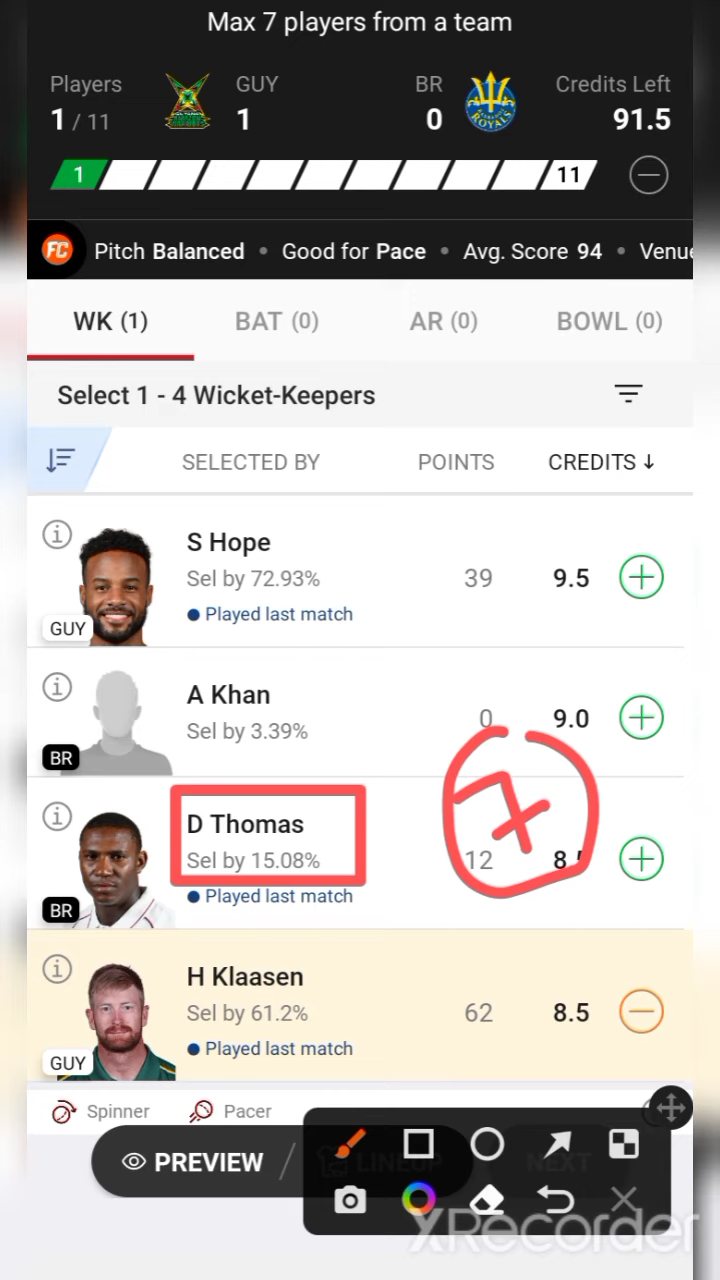 Max 7 players from a team
Players GUY BR Credits Left
1 / 11 1 0 91.5
1 11
FC Pitch Balanced • Good for Pace • Avg. Score 94 • Venue
WK (1) BAT (0) AR (0) BOWL (0)
Select 1 - 4 Wicket-Keepers
SELECTED BY POINTS CREDITS ↓
S Hope
Sel by 72.93% 39 9.5
Played last match
GUY
A Khan
Sel by 3.39% 0 9.0
BR
D Thomas
7x
Sel by 15.08% 12 8.
Played last match
BR
H Klaasen
Sel by 61.2% 62 8.5
Played last match
GUY
Spinner Pacer
PREVIEW / LINEUP NEXT
XRecorder